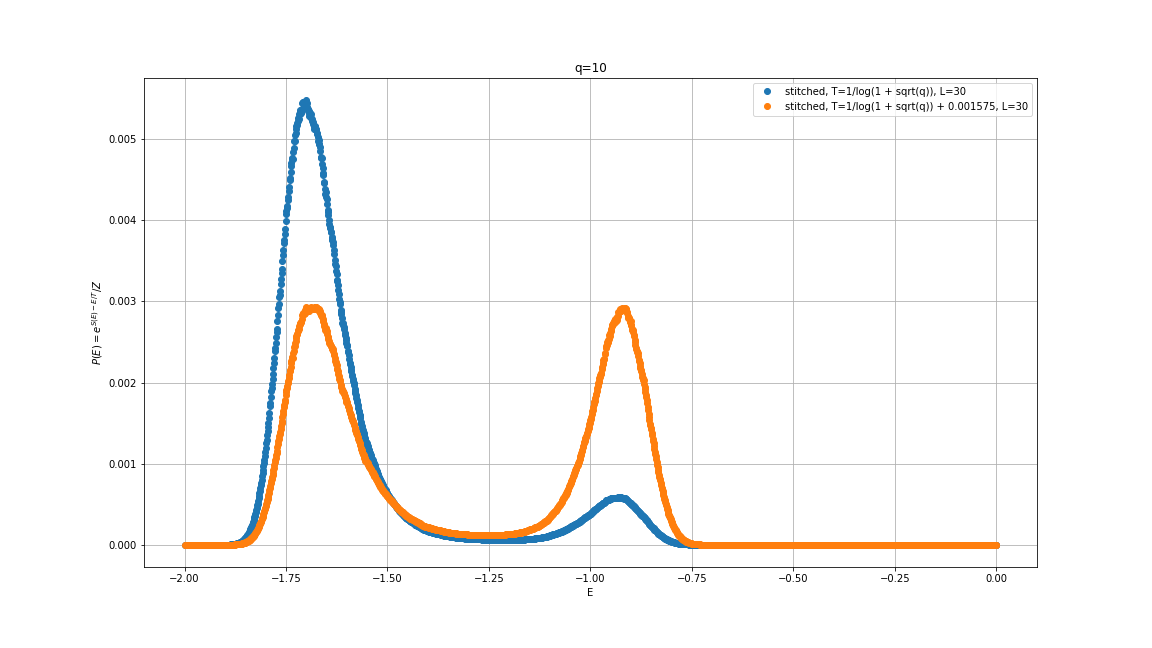 q=10
stitched, T=1/log(1 + sqrt(q)), L=30
stitched, T=1/log(1 + sqrt(q)) + 0.001575, L=30
P(E) = e^{S(E) − E/T}/Z
0.005
0.004
0.003
0.002
0.001
0.000
−2.00 −1.75 −1.50 −1.25 −1.00 −0.75 −0.50 −0.25 0.00
E